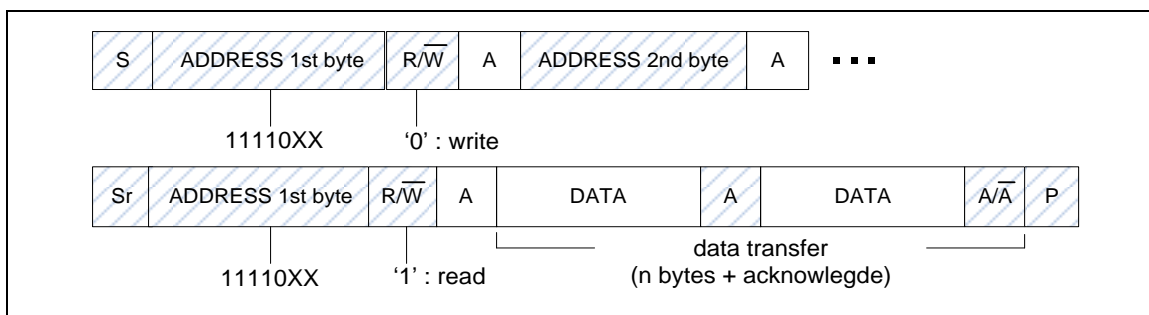 S ADDRESS 1st byte R/W̅ A ADDRESS 2nd byte A ▪▪▪
11110XX ‘0’ : write
Sr ADDRESS 1st byte R/W̅ A DATA A DATA A/A̅ P
data transfer
11110XX ‘1’ : read (n bytes + acknowlegde)